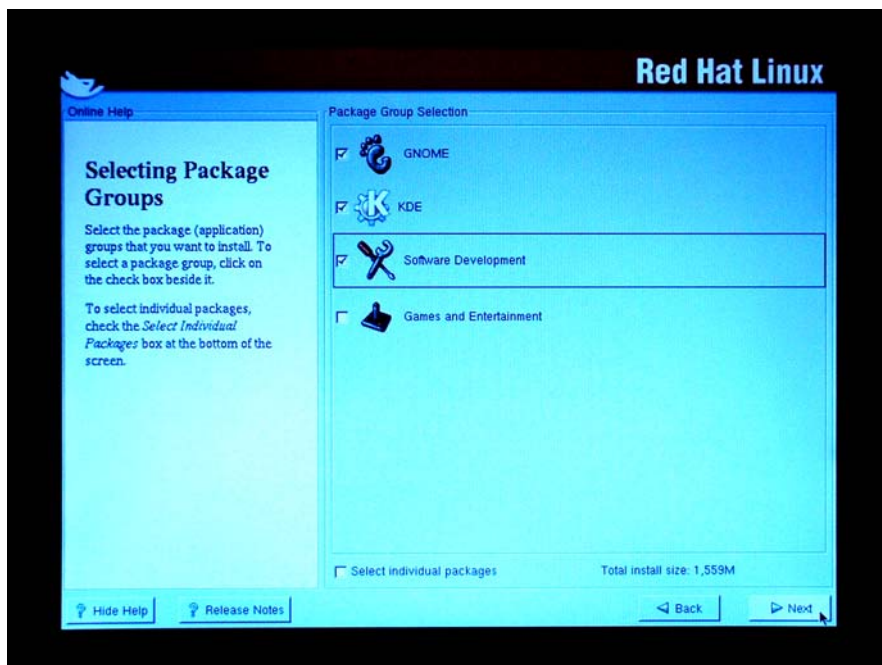 Red Hat Linux
Online Help
Selecting Package
Groups
Select the package (application)
groups that you want to install. To
select a package group, click on
the check box beside it.
To select individual packages,
check the Select Individual
Packages box at the bottom of the
screen.
Package Group Selection
GNOME
KDE
Software Development
Games and Entertainment
Select individual packages
Total install size: 1,559M
Hide Help
Release Notes
Back
Next